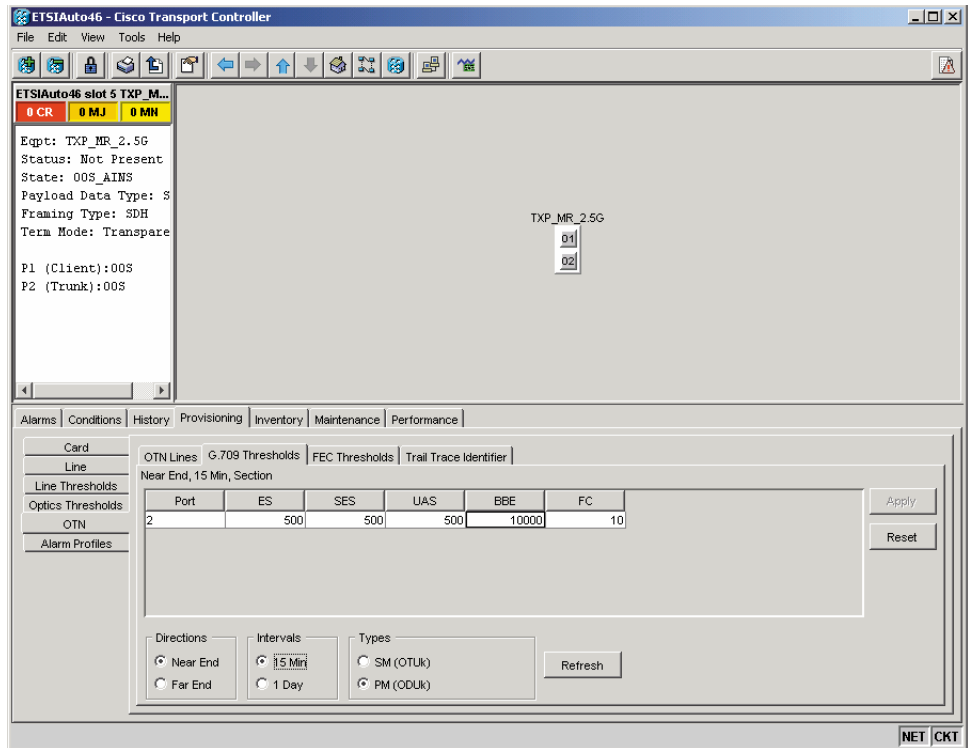 ETSIAuto46 - Cisco Transport Controller
File Edit View Tools Help
ETSIAuto46 slot 5 TXP_M...
0 CR 0 MJ 0 MN
Eqpt: TXP_MR_2.5G
Status: Not Present
State: OOS_AINS
Payload Data Type: S
Framing Type: SDH
Term Mode: Transpare
P1 (Client):OOS
P2 (Trunk):OOS
TXP_MR_2.5G
01
02
Alarms Conditions History Provisioning Inventory Maintenance Performance
Card
Line
Line Thresholds
Optics Thresholds
OTN
Alarm Profiles
OTN Lines G.709 Thresholds FEC Thresholds Trail Trace Identifier
Near End, 15 Min, Section
Port ES SES UAS BBE FC
2 500 500 500 10000 10
Apply
Reset
Directions
Near End
Far End
Intervals
15 Min
1 Day
Types
SM (OTUk)
PM (ODUk)
Refresh
NET CKT